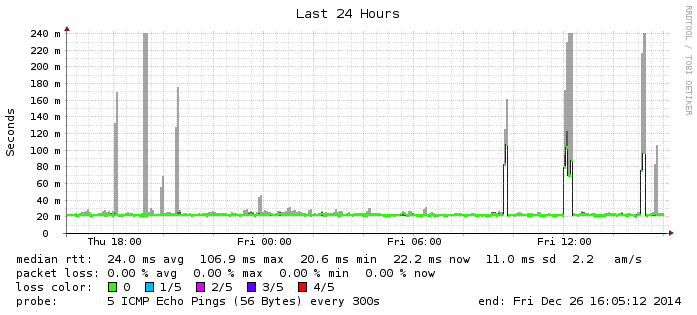 Last 24 Hours
RRDTOOL / TOBI OETIKER
Seconds
240 m
220 m
200 m
180 m
160 m
140 m
120 m
100 m
80 m
60 m
40 m
20 m
0
Thu 18:00 Fri 00:00 Fri 06:00 Fri 12:00
median rtt: 24.0 ms avg 106.9 ms max 20.6 ms min 22.2 ms now 11.0 ms sd 2.2 am/s
packet loss: 0.00 % avg 0.00 % max 0.00 % min 0.00 % now
loss color: 0 1/5 2/5 3/5 4/5
probe: 5 ICMP Echo Pings (56 Bytes) every 300s end: Fri Dec 26 16:05:12 2014